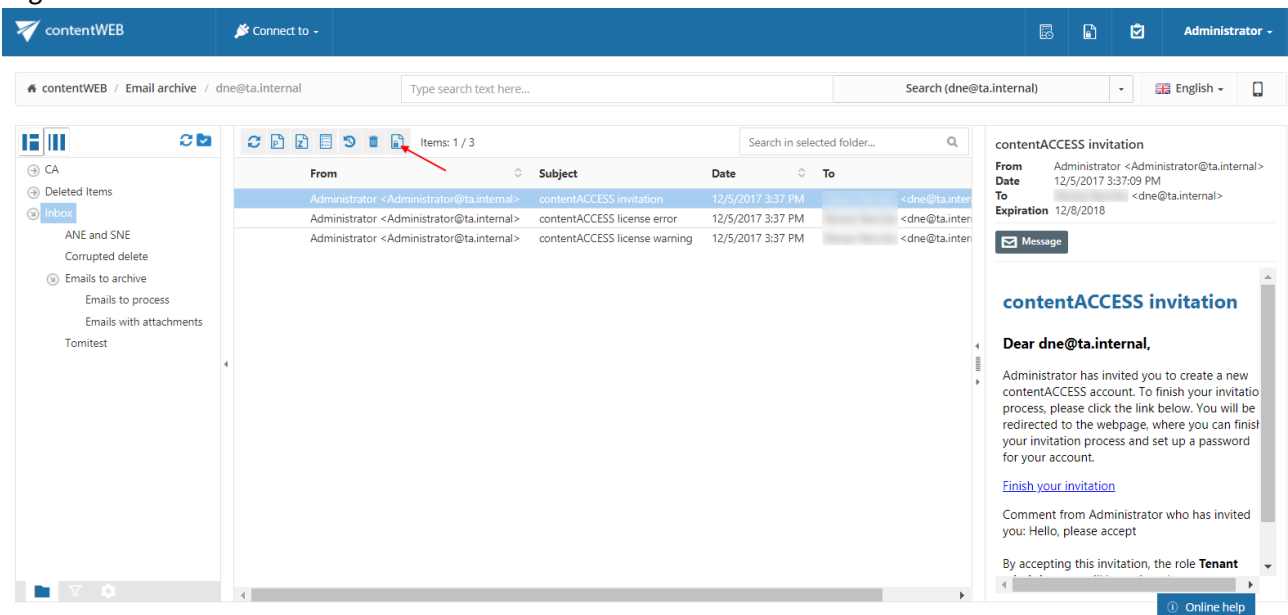 contentWEB
Connect to
Administrator
contentWEB / Email archive / dne@ta.internal
Type search text here...
Search (dne@ta.internal)
English
Items: 1 / 3
Search in selected folder...
CA
Deleted Items
Inbox
ANE and SNE
Corrupted delete
Emails to archive
Emails to process
Emails with attachments
Tomitest
From Subject Date To
Administrator <Administrator@ta.internal> contentACCESS invitation 12/5/2017 3:37 PM <dne@ta.inter
Administrator <Administrator@ta.internal> contentACCESS license error 12/5/2017 3:37 PM <dne@ta.inter
Administrator <Administrator@ta.internal> contentACCESS license warning 12/5/2017 3:37 PM <dne@ta.inter
contentACCESS invitation
From Administrator <Administrator@ta.internal>
Date 12/5/2017 3:37:09 PM
To <dne@ta.internal>
Expiration 12/8/2018
Message
contentACCESS invitation
Dear dne@ta.internal,
Administrator has invited you to create a new
contentACCESS account. To finish your invitatio
process, please click the link below. You will be
redirected to the webpage, where you can finish
your invitation process and set up a password
for your account.
Finish your invitation
Comment from Administrator who has invited
you: Hello, please accept
By accepting this invitation, the role Tenant
Online help